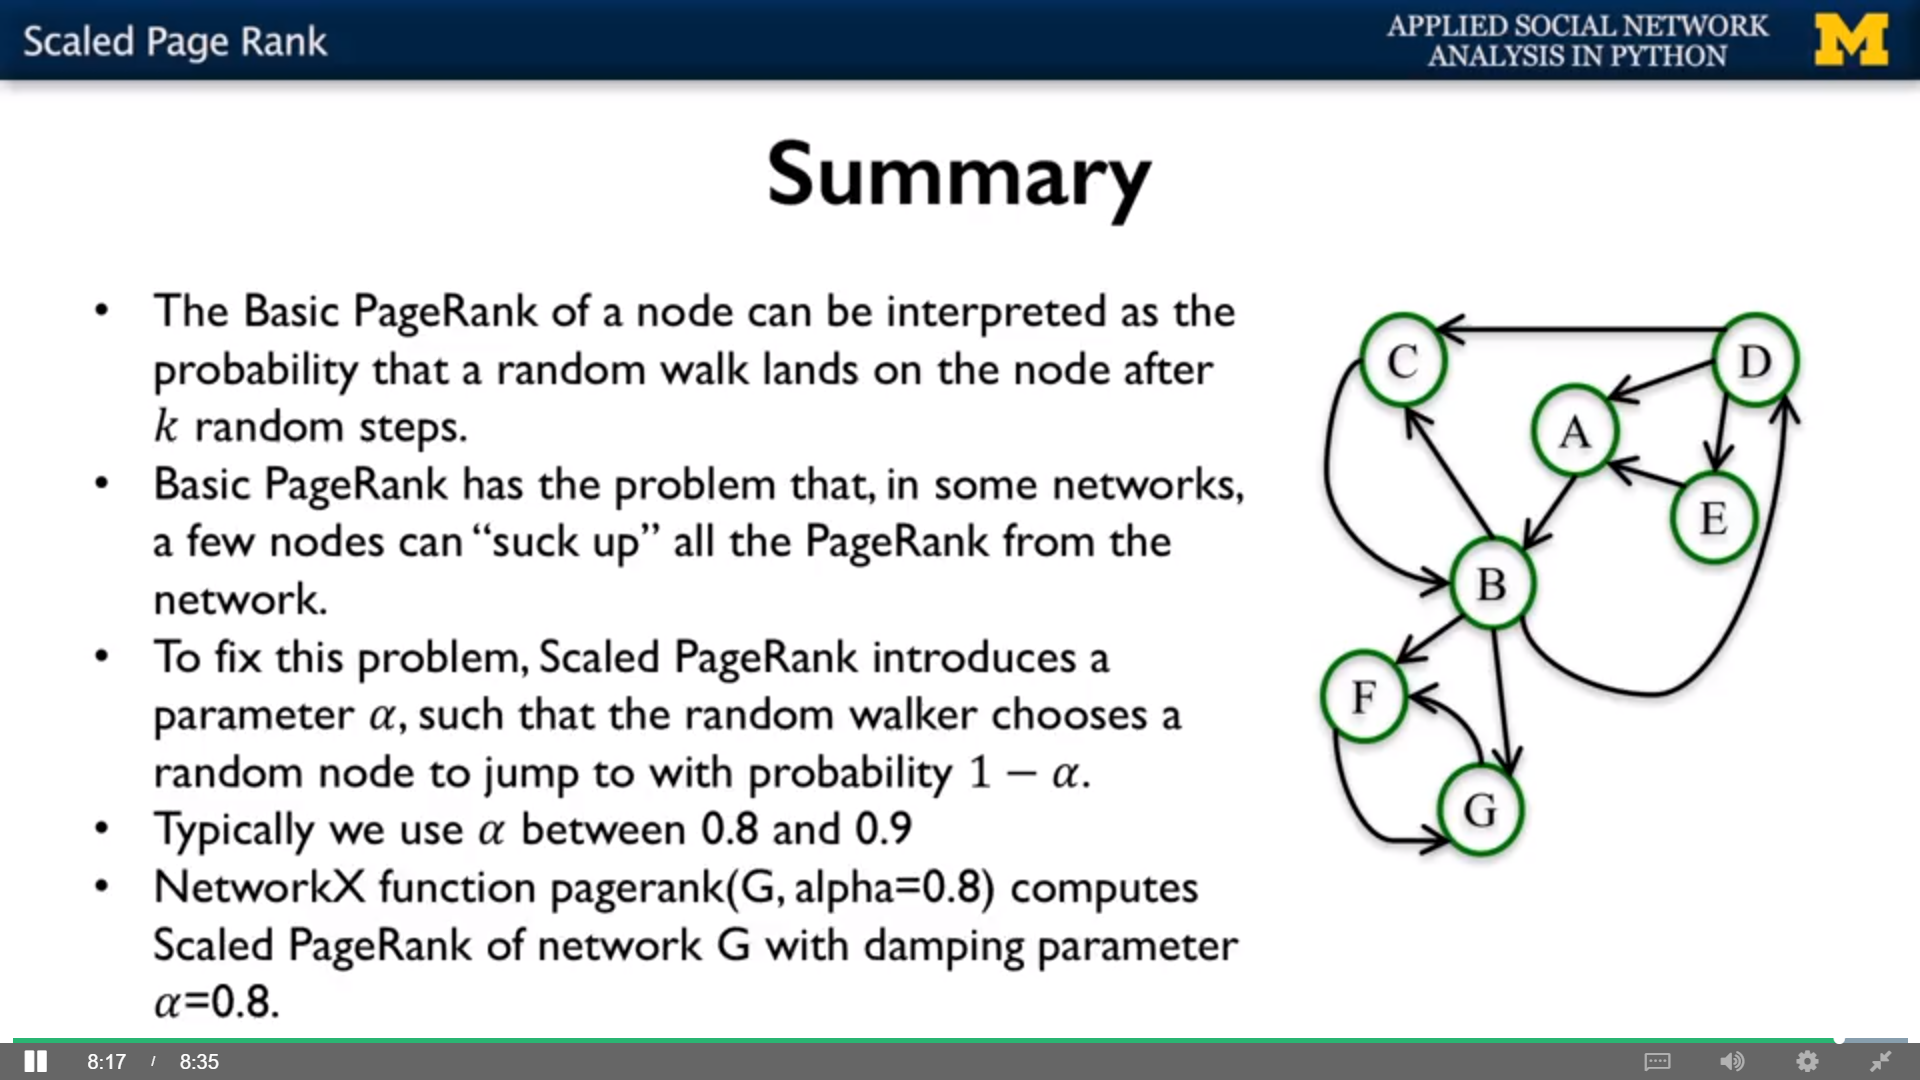 Scaled Page Rank
APPLIED SOCIAL NETWORK
ANALYSIS IN PYTHON
M
Summary
• The Basic PageRank of a node can be interpreted as the
probability that a random walk lands on the node after
k random steps.
• Basic PageRank has the problem that, in some networks,
a few nodes can “suck up” all the PageRank from the
network.
• To fix this problem, Scaled PageRank introduces a
parameter α, such that the random walker chooses a
random node to jump to with probability 1 − α.
• Typically we use α between 0.8 and 0.9
• NetworkX function pagerank(G, alpha=0.8) computes
Scaled PageRank of network G with damping parameter
α=0.8.
C
D
A
E
B
F
G
8:17 / 8:35